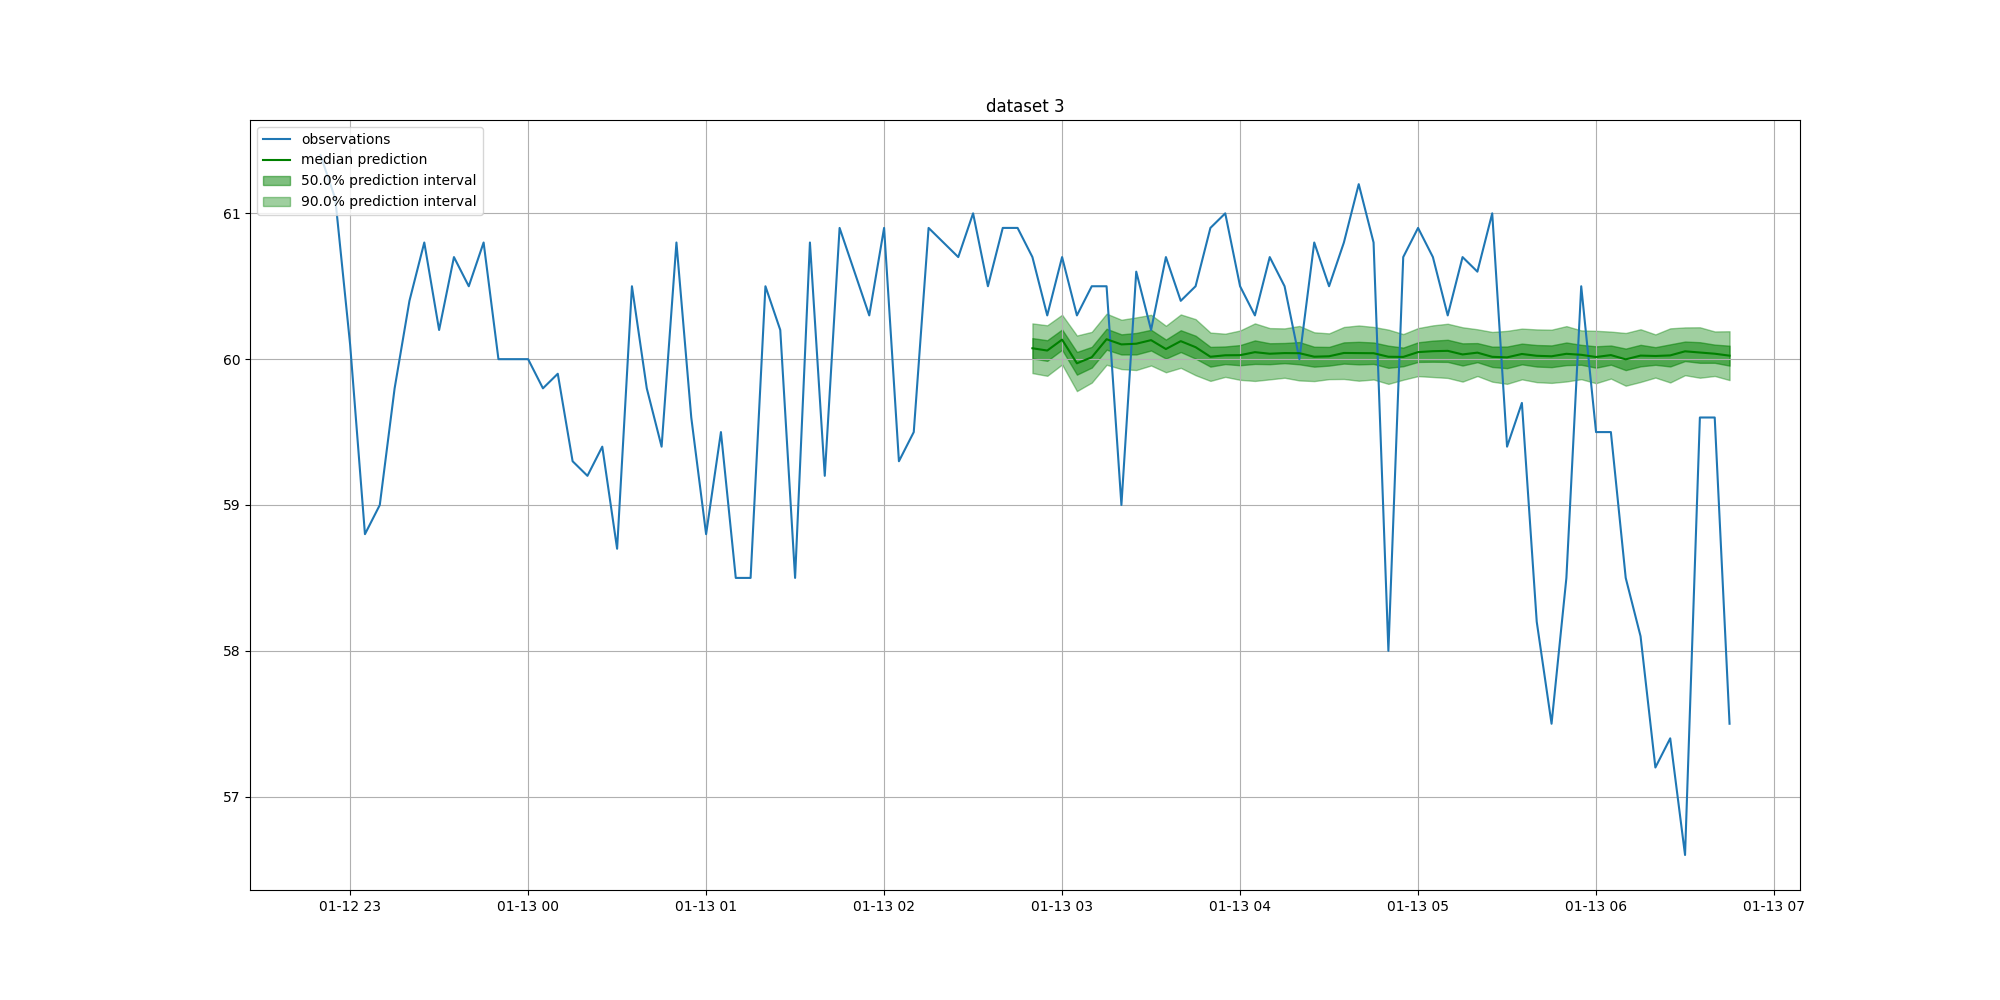 dataset 3
observations
median prediction
50.0% prediction interval
90.0% prediction interval
61
60
59
58
57
01-12 23
01-13 00
01-13 01
01-13 02
01-13 03
01-13 04
01-13 05
01-13 06
01-13 07